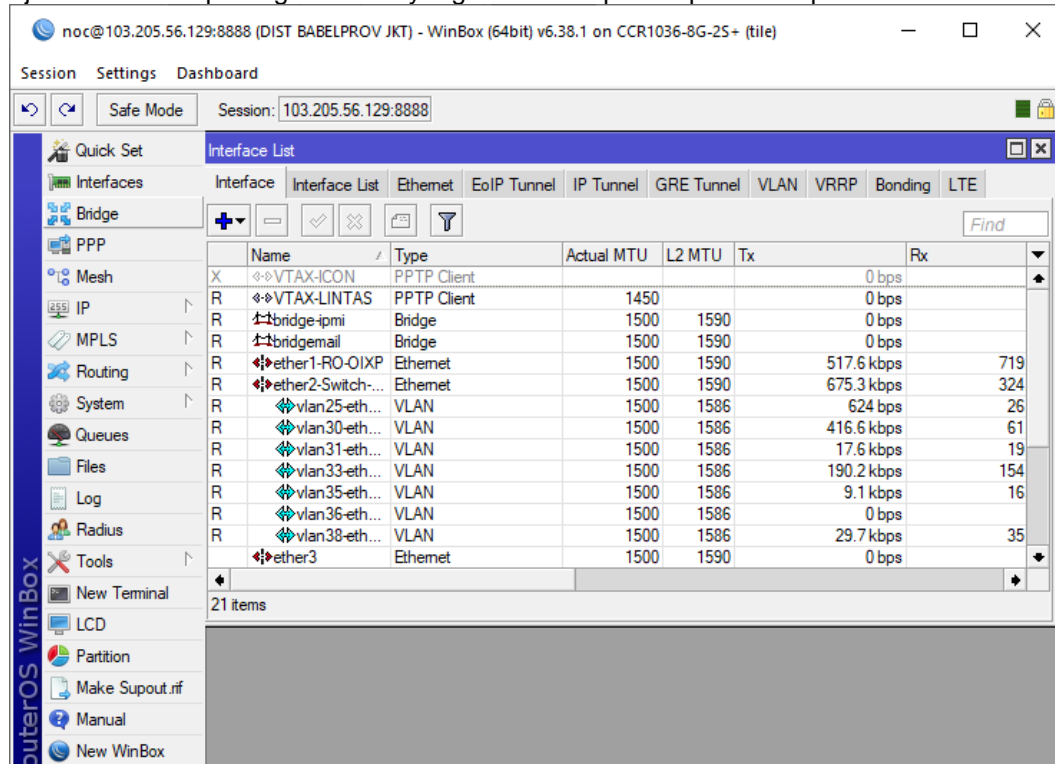 noc@103.205.56.129:8888 (DIST BABELPROV JKT) - WinBox (64bit) v6.38.1 on CCR1036-8G-2S+ (tile)
Session Settings Dashboard
Safe Mode Session: 103.205.56.129:8888
Quick Set
Interfaces
Bridge
PPP
Mesh
IP
MPLS
Routing
System
Queues
Files
Log
Radius
Tools
New Terminal
LCD
Partition
Make Supout.rif
Manual
New WinBox
outerOS WinBox
Interface List
Interface Interface List Ethernet EoIP Tunnel IP Tunnel GRE Tunnel VLAN VRRP Bonding LTE
Find
Name Type Actual MTU L2 MTU Tx Rx
X VTAX-ICON PPTP Client 0 bps
R VTAX-LINTAS PPTP Client 1450 0 bps
R bridge-ipmi Bridge 1500 1590 0 bps
R bridgemail Bridge 1500 1590 0 bps
R ether1-RO-OIXP Ethernet 1500 1590 517.6 kbps 719
R ether2-Switch-... Ethernet 1500 1590 675.3 kbps 324
R vlan25-eth... VLAN 1500 1586 624 bps 26
R vlan30-eth... VLAN 1500 1586 416.6 kbps 61
R vlan31-eth... VLAN 1500 1586 17.6 kbps 19
R vlan33-eth... VLAN 1500 1586 190.2 kbps 154
R vlan35-eth... VLAN 1500 1586 9.1 kbps 16
R vlan36-eth... VLAN 1500 1586 0 bps
R vlan38-eth... VLAN 1500 1586 29.7 kbps 35
ether3 Ethernet 1500 1590 0 bps
21 items